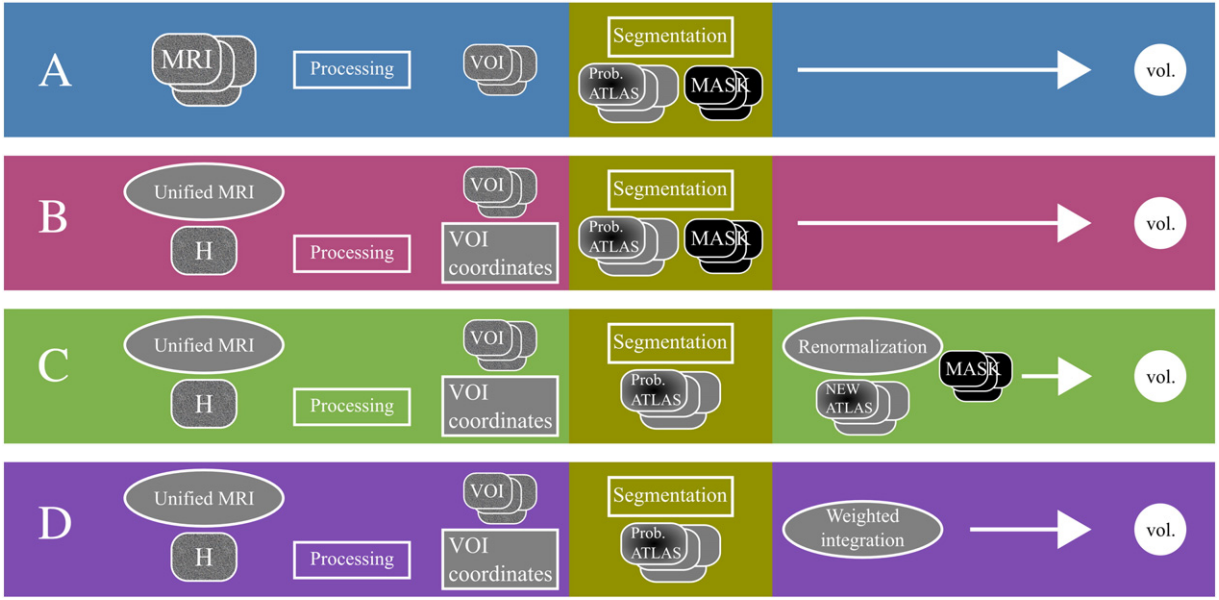 A
MRI
Processing
VOI
Segmentation
Prob.
ATLAS
MASK
vol.
B
Unified MRI
H
Processing
VOI
VOI
coordinates
Segmentation
Prob.
ATLAS
MASK
vol.
C
Unified MRI
H
Processing
VOI
VOI
coordinates
Segmentation
Prob.
ATLAS
Renormalization
NEW
ATLAS
MASK
vol.
D
Unified MRI
H
Processing
VOI
VOI
coordinates
Segmentation
Prob.
ATLAS
Weighted
integration
vol.